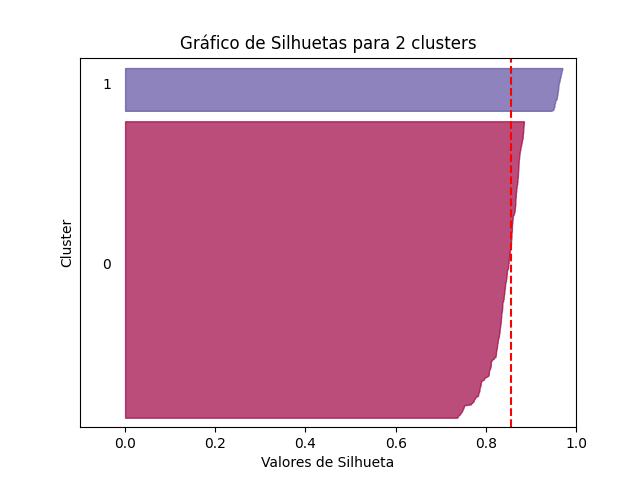 Gráfico de Silhuetas para 2 clusters
1
0
Cluster
0.0 0.2 0.4 0.6 0.8 1.0
Valores de Silhueta